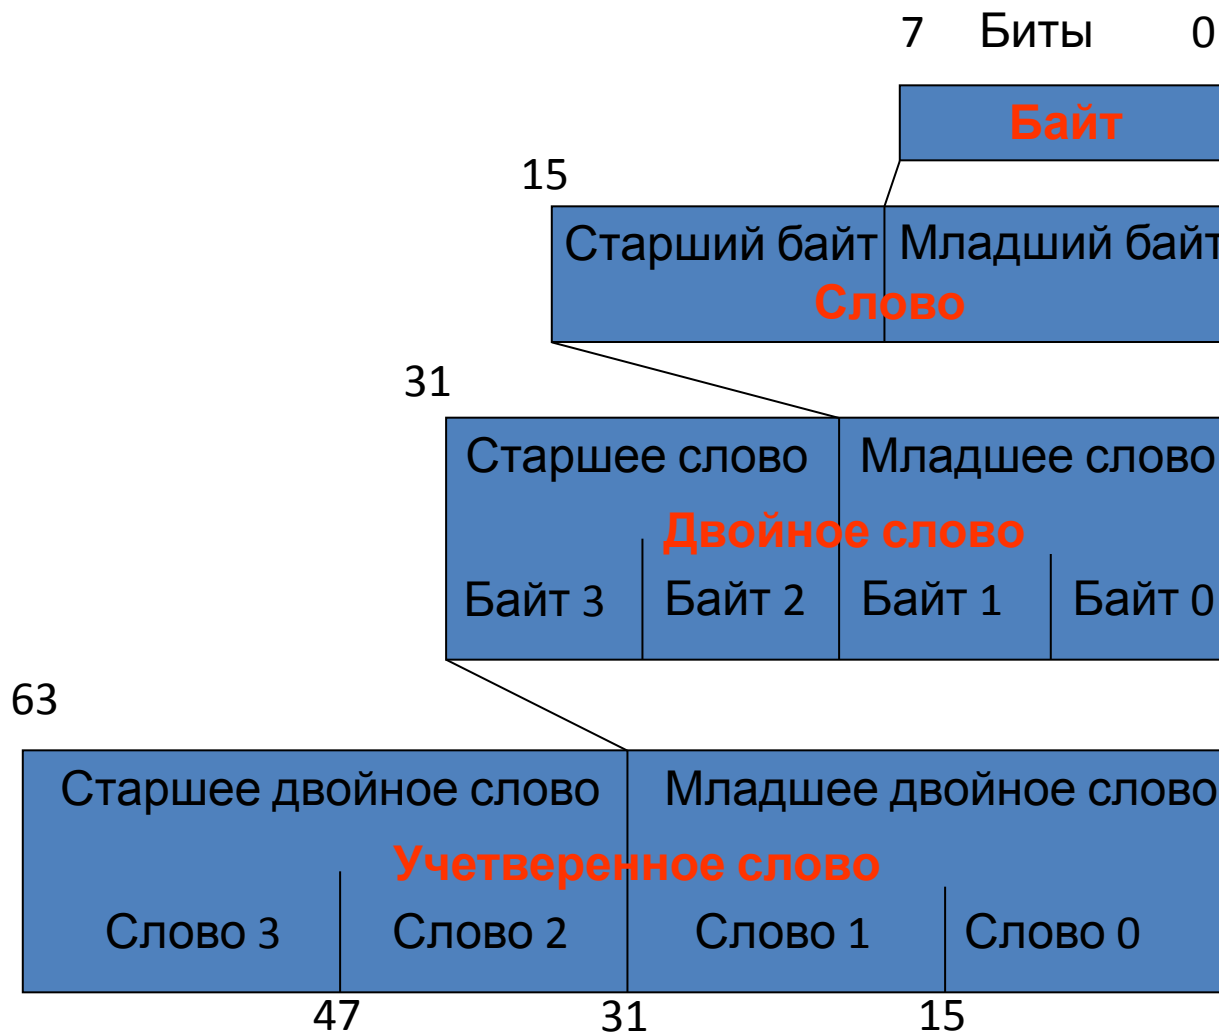 7 Биты 0
Байт
15
Старший байт Младший байт
Слово
31
Старшее слово Младшее слово
Двойное слово
Байт 3 Байт 2 Байт 1 Байт 0
63
Старшее двойное слово Младшее двойное слово
Учетверенное слово
Слово 3 Слово 2 Слово 1 Слово 0
47 31 15